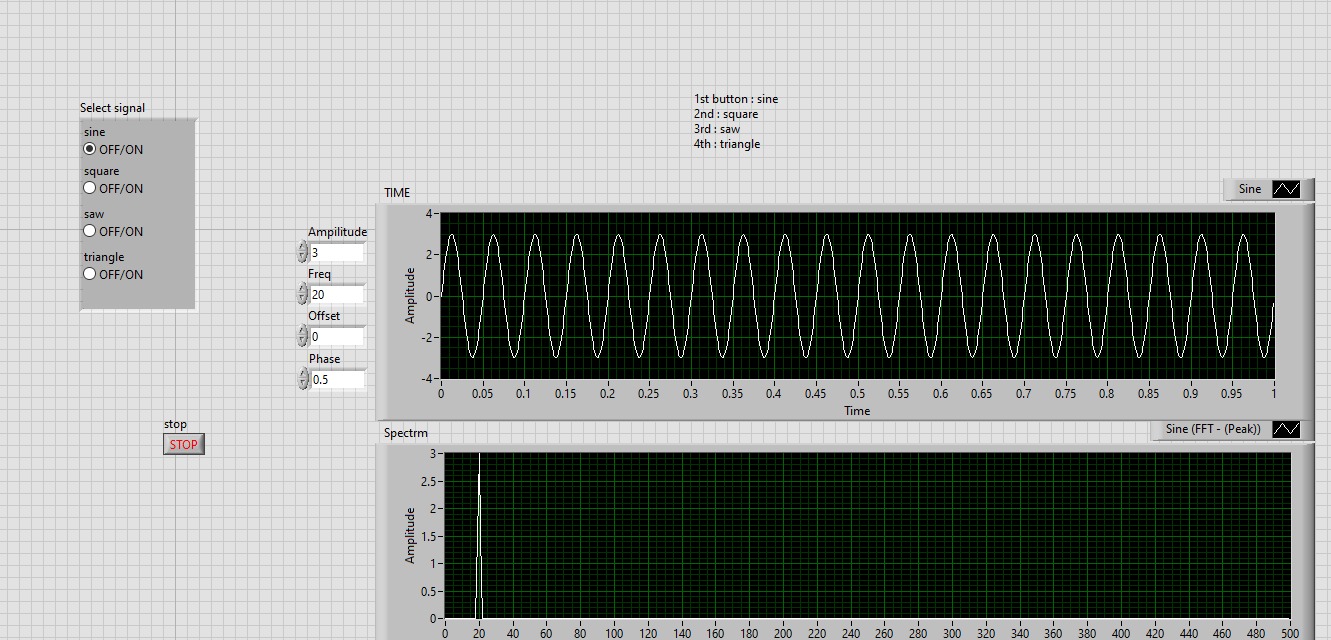 Select signal
sine
OFF/ON
square
OFF/ON
saw
OFF/ON
triangle
OFF/ON
stop
STOP
1st button : sine
2nd : square
3rd : saw
4th : triangle
Ampilitude
3
Freq
20
Offset
0
Phase
0.5
TIME
Sine
Amplitude
4
2
0
-2
-4
0 0.05 0.1 0.15 0.2 0.25 0.3 0.35 0.4 0.45 0.5 0.55 0.6 0.65 0.7 0.75 0.8 0.85 0.9 0.95 1
Time
Spectrm
Sine (FFT - (Peak))
Amplitude
3
2.5
2
1.5
1
0.5
0
0 20 40 60 80 100 120 140 160 180 200 220 240 260 280 300 320 340 360 380 400 420 440 460 480 500